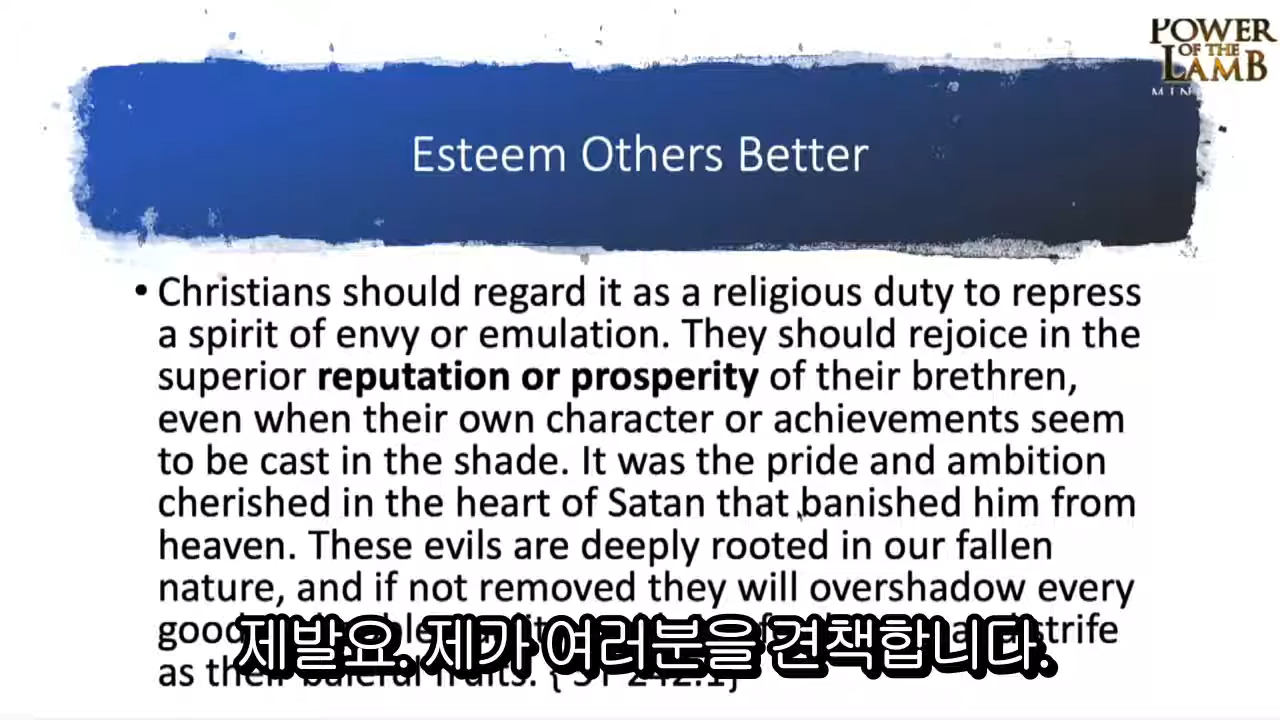 POWER
OF THE
LAMB
Esteem Others Better
• Christians should regard it as a religious duty to repress
a spirit of envy or emulation. They should rejoice in the
superior reputation or prosperity of their brethren,
even when their own character or achievements seem
to be cast in the shade. It was the pride and ambition
cherished in the heart of Satan that banished him from
heaven. These evils are deeply rooted in our fallen
nature, and if not removed they will overshadow every
good strife
as their baleful fruits.
제발요. 제가 여러분을 견책합니다.